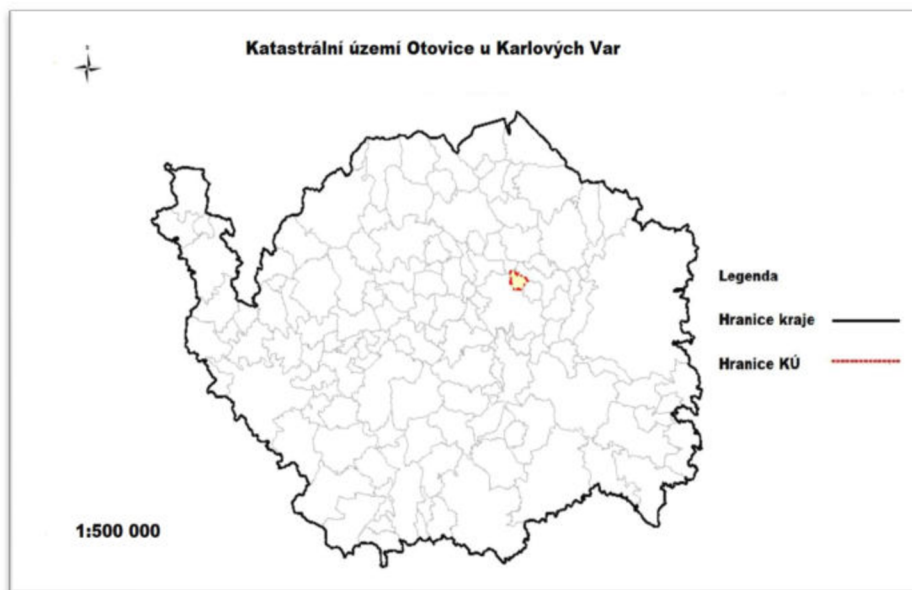 Katastrální území Otovice u Karlových Var
Legenda
Hranice kraje
Hranice KÚ
1:500 000